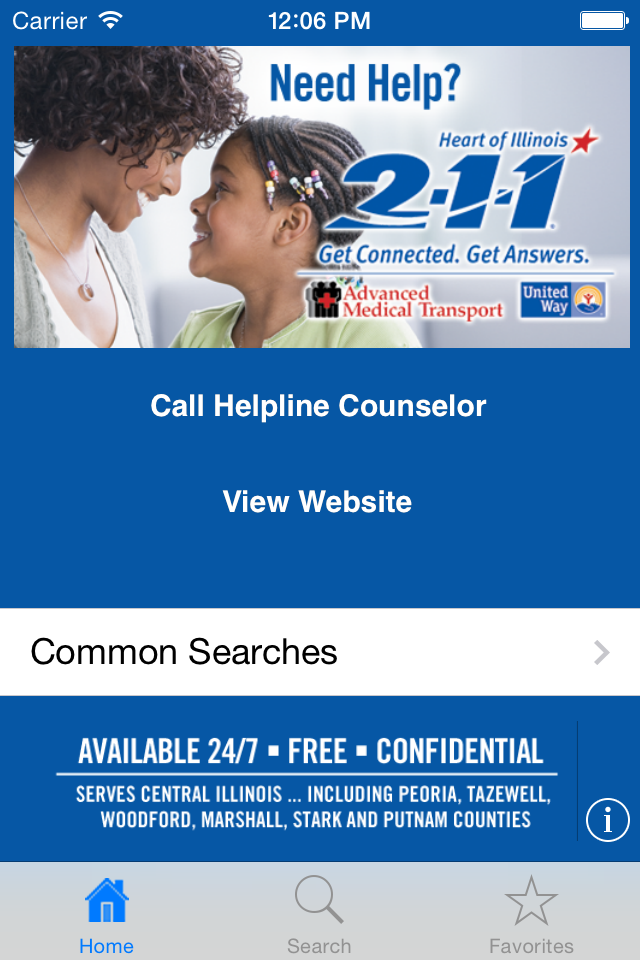 Carrier 12:06 PM
Need Help?
Heart of Illinois
2-1-1
Get Connected. Get Answers.
Advanced
Medical Transport
United
Way
Call Helpline Counselor
View Website
Common Searches
AVAILABLE 24/7 ▪ FREE ▪ CONFIDENTIAL
SERVES CENTRAL ILLINOIS ... INCLUDING PEORIA, TAZEWELL,
WOODFORD, MARSHALL, STARK AND PUTNAM COUNTIES
i
Home Search Favorites